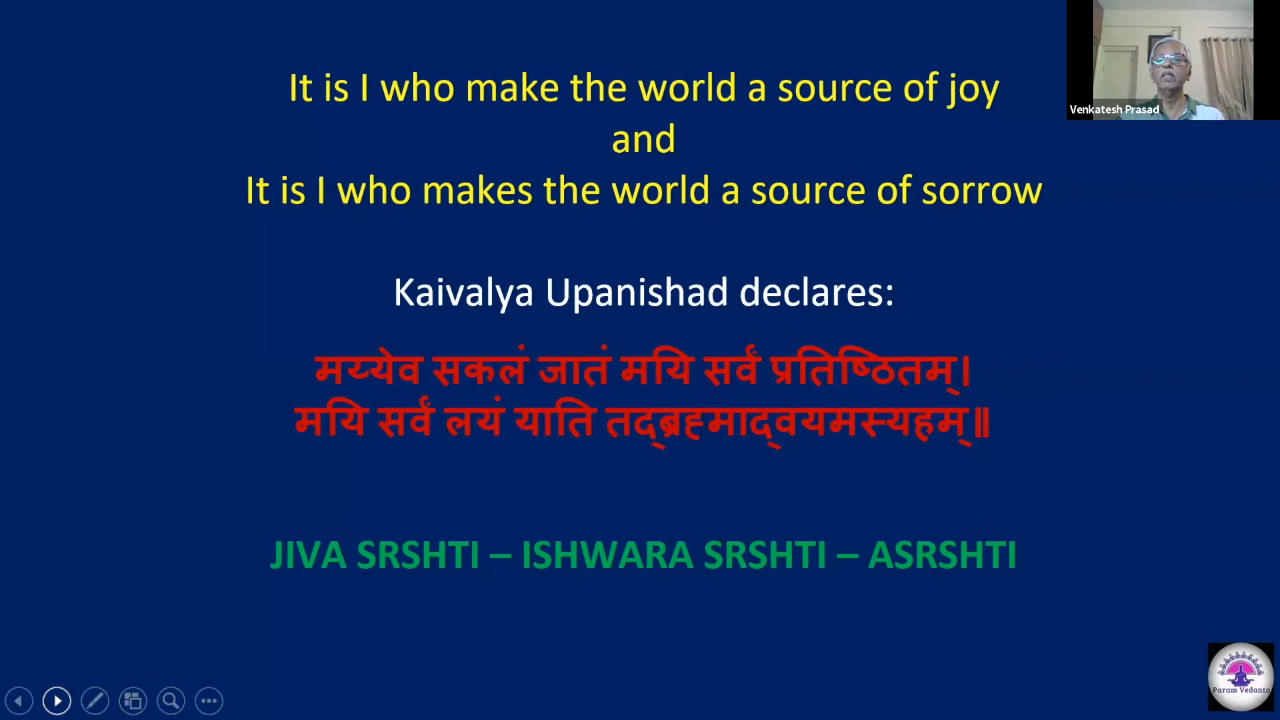 It is I who make the world a source of joy
and
It is I who makes the world a source of sorrow
Venkatesh Prasad
Kaivalya Upanishad declares:
मय्येव सकलं जातं मयि सर्वं प्रतिष्ठितम्।
मयि सर्वं लयं याति तद्ब्रह्माद्वयमस्यहम्॥
JIVA SRSHTI – ISHWARA SRSHTI – ASRSHTI
Param Vedanta